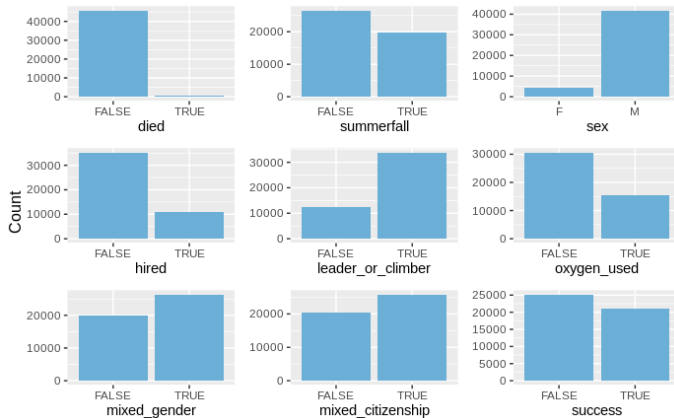 40000
30000
20000
10000
0
FALSE TRUE
died
20000
10000
0
FALSE TRUE
summerfall
40000
30000
20000
10000
0
F M
sex
Count
30000
20000
10000
0
FALSE TRUE
hired
30000
20000
10000
0
FALSE TRUE
leader_or_climber
30000
20000
10000
0
FALSE TRUE
oxygen_used
20000
10000
0
FALSE TRUE
mixed_gender
20000
10000
0
FALSE TRUE
mixed_citizenship
25000
20000
15000
10000
5000
0
FALSE TRUE
success